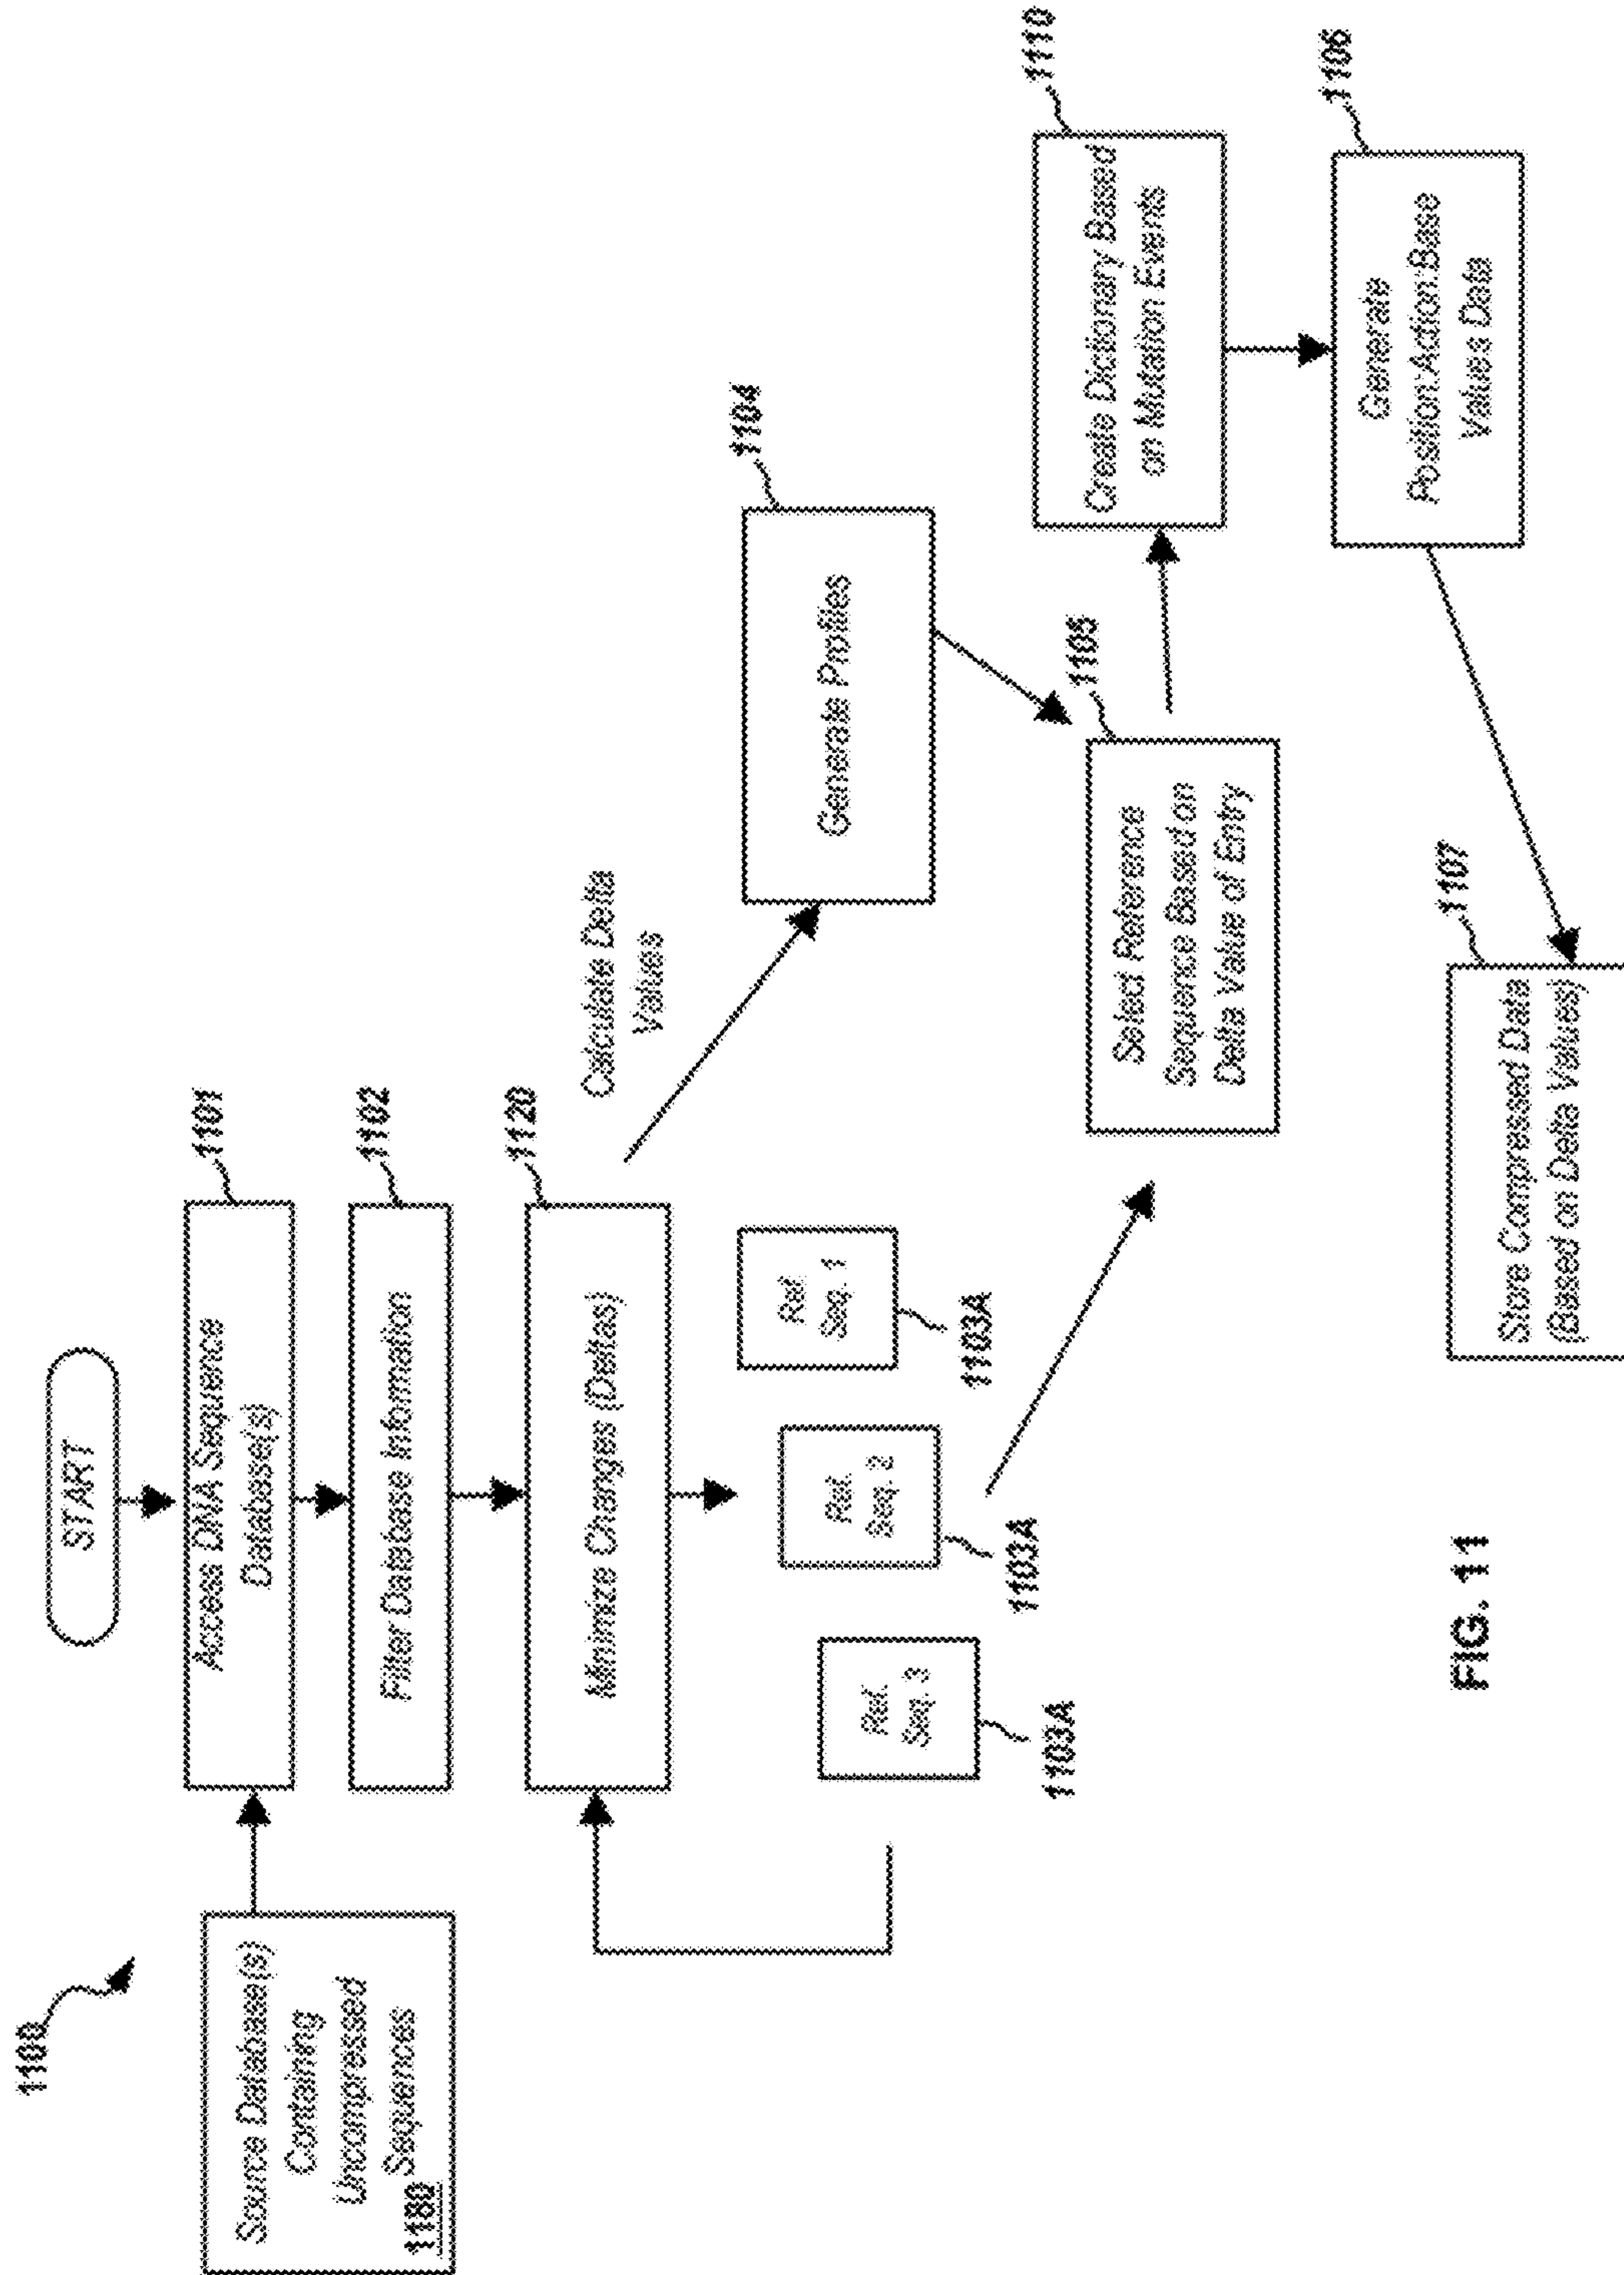 1100
START
Source Database(s)
Containing
Uncompressed
Sequences
1180
Access DNA Sequence
Database(s)
1101
Filter Database Information
1102
Minimize Changes (Deltas)
1120
Calculate Delta
Values
Ref.
Seq. 3
1103A
Ref.
Seq. 2
1103A
Ref.
Seq. 1
1103A
Generate Profiles
1104
Select Reference
Sequence Based on
Delta Value of Entry
1105
Create Dictionary Based
on Mutation Events
1110
Generate
Position:Action:Base
Values Data
1106
Store Compressed Data
(Based on Delta Values)
1107
FIG. 11